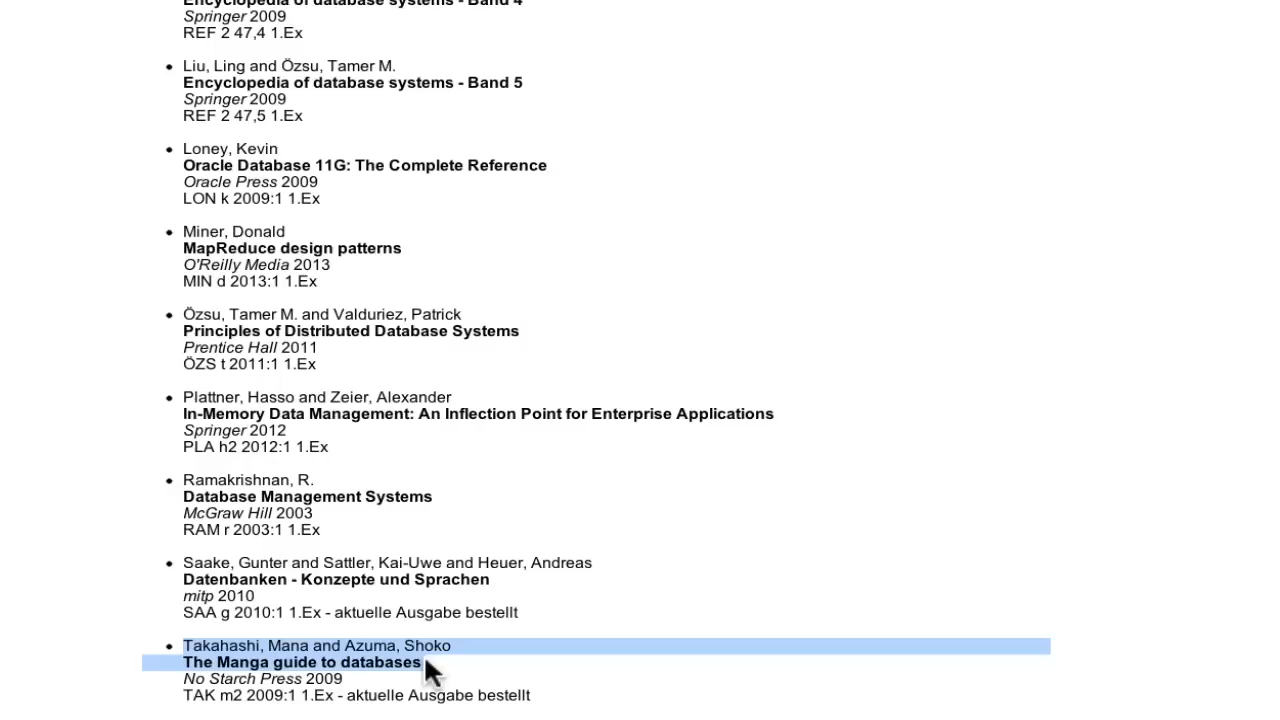 Encyclopedia of database systems - Band 4
Springer 2009
REF 2 47,4 1.Ex
Liu, Ling and Özsu, Tamer M.
Encyclopedia of database systems - Band 5
Springer 2009
REF 2 47,5 1.Ex
Loney, Kevin
Oracle Database 11G: The Complete Reference
Oracle Press 2009
LON k 2009:1 1.Ex
Miner, Donald
MapReduce design patterns
O'Reilly Media 2013
MIN d 2013:1 1.Ex
Özsu, Tamer M. and Valduriez, Patrick
Principles of Distributed Database Systems
Prentice Hall 2011
ÖZS t 2011:1 1.Ex
Plattner, Hasso and Zeier, Alexander
In-Memory Data Management: An Inflection Point for Enterprise Applications
Springer 2012
PLA h2 2012:1 1.Ex
Ramakrishnan, R.
Database Management Systems
McGraw Hill 2003
RAM r 2003:1 1.Ex
Saake, Gunter and Sattler, Kai-Uwe and Heuer, Andreas
Datenbanken - Konzepte und Sprachen
mitp 2010
SAA g 2010:1 1.Ex - aktuelle Ausgabe bestellt
Takahashi, Mana and Azuma, Shoko
The Manga guide to databases
No Starch Press 2009
TAK m2 2009:1 1.Ex - aktuelle Ausgabe bestellt